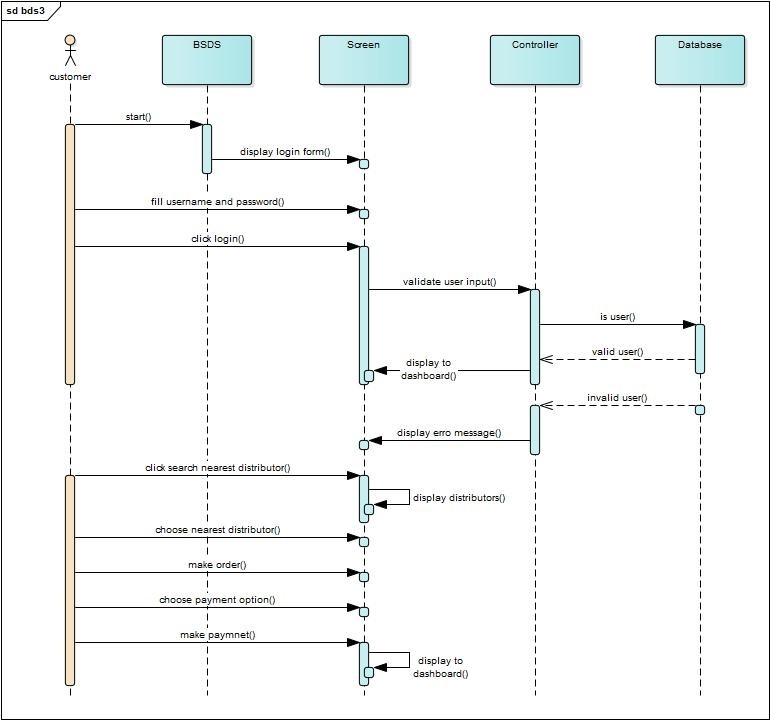 sd bds3
BSDS
Screen
Controller
Database
customer
start()
display login form()
fill username and password()
click login()
validate user input()
is user()
valid user()
display to
dashboard()
invalid user()
display erro message()
click search nearest distributor()
display distributors()
choose nearest distributor()
make order()
choose payment option()
make paymnet()
display to
dashboard()